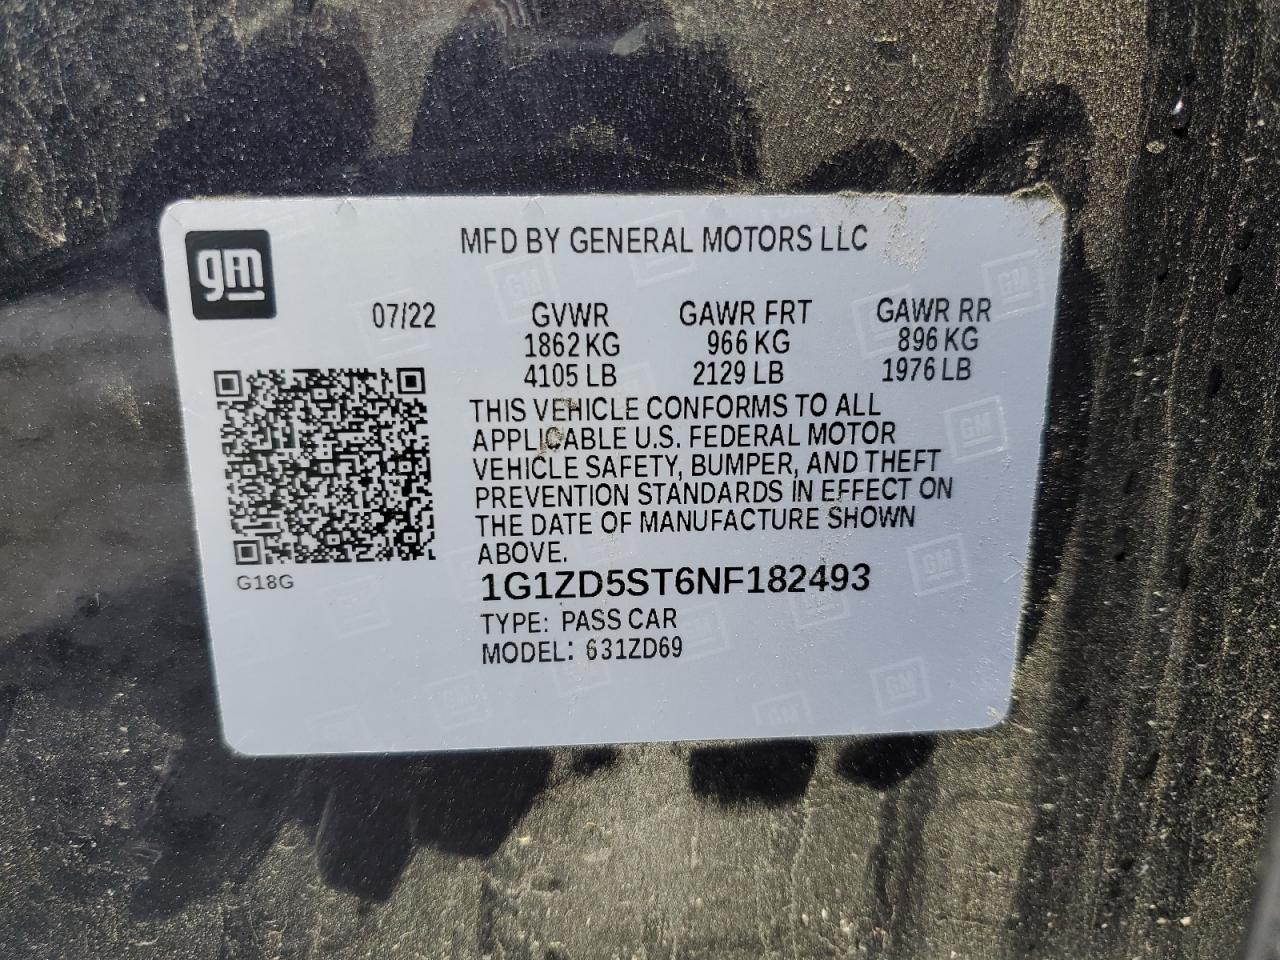 gm
MFD BY GENERAL MOTORS LLC
07/22 GVWR GAWR FRT GAWR RR
1862 KG 966 KG 896 KG
4105 LB 2129 LB 1976 LB
THIS VEHICLE CONFORMS TO ALL
APPLICABLE U.S. FEDERAL MOTOR
VEHICLE SAFETY, BUMPER, AND THEFT
PREVENTION STANDARDS IN EFFECT ON
THE DATE OF MANUFACTURE SHOWN
ABOVE.
G18G
1G1ZD5ST6NF182493
TYPE: PASS CAR
MODEL: 631ZD69